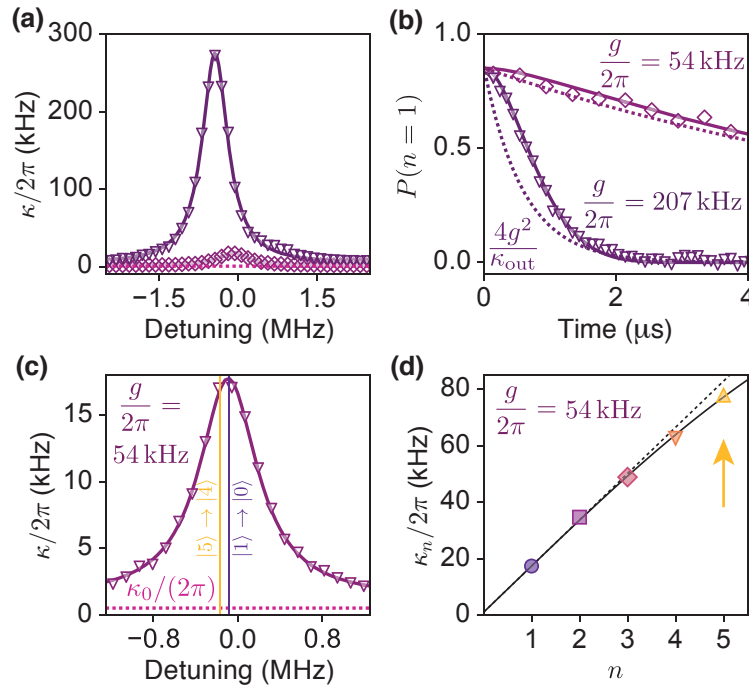 (a)
300
200
100
0
κ/2π (kHz)
−1.5
0.0
1.5
Detuning (MHz)
(b)
1.0
0.5
0.0
P(n = 1)
g/2π = 54 kHz
g/2π = 207 kHz
4g²/κout
0
2
4
Time (μs)
(c)
15
10
5
0
κ/2π (kHz)
g/2π =
54 kHz
|5⟩ → |4⟩
|1⟩ → |0⟩
κ₀/(2π)
−0.8
0.0
0.8
Detuning (MHz)
(d)
80
60
40
20
0
κₙ/2π (kHz)
g/2π = 54 kHz
1
2
3
4
5
n